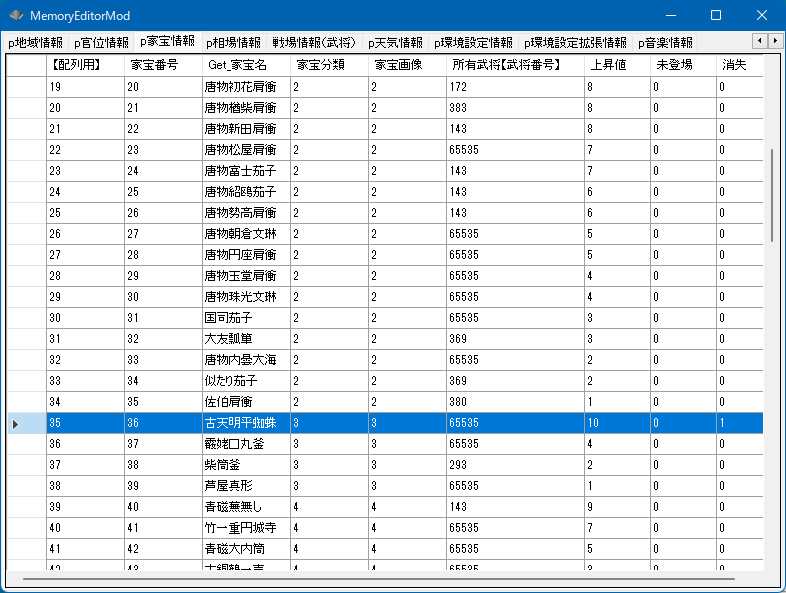 MemoryEditorMod
p地域情報 p官位情報 p家宝情報 p相場情報 戦場情報(武将) p天気情報 p環境設定情報 p環境設定拡張情報 p音楽情報
【配列用】 家宝番号 Get_家宝名 家宝分類 家宝画像 所有武将【武将番号】 上昇値 未登場 消失
19 20 唐物初花肩衝 2 2 172 8 0 0
20 21 唐物楢柴肩衝 2 2 383 8 0 0
21 22 唐物新田肩衝 2 2 143 8 0 0
22 23 唐物松屋肩衝 2 2 65535 7 0 0
23 24 唐物富士茄子 2 2 143 7 0 0
24 25 唐物紹鴎茄子 2 2 143 6 0 0
25 26 唐物勢高肩衝 2 2 143 6 0 0
26 27 唐物朝倉文琳 2 2 65535 5 0 0
27 28 唐物円座肩衝 2 2 65535 5 0 0
28 29 唐物玉堂肩衝 2 2 65535 4 0 0
29 30 唐物珠光文琳 2 2 65535 4 0 0
30 31 国司茄子 2 2 65535 3 0 0
31 32 大友瓢箪 2 2 369 3 0 0
32 33 唐物内曇大海 2 2 65535 2 0 0
33 34 似たり茄子 2 2 369 2 0 0
34 35 佐伯肩衝 2 2 380 1 0 0
35 36 古天明平蜘蛛 3 3 65535 10 0 1
36 37 霰姥口丸釜 3 3 65535 4 0 0
37 38 柴筒釜 3 3 293 2 0 0
38 39 芦屋真形 3 3 65535 1 0 0
39 40 青磁蕪無し 4 4 143 9 0 0
40 41 竹一重円城寺 4 4 65535 7 0 0
41 42 青磁大内筒 4 4 65535 5 0 0
42 43 古銅鶴一声 4 4 65535 3 0 0